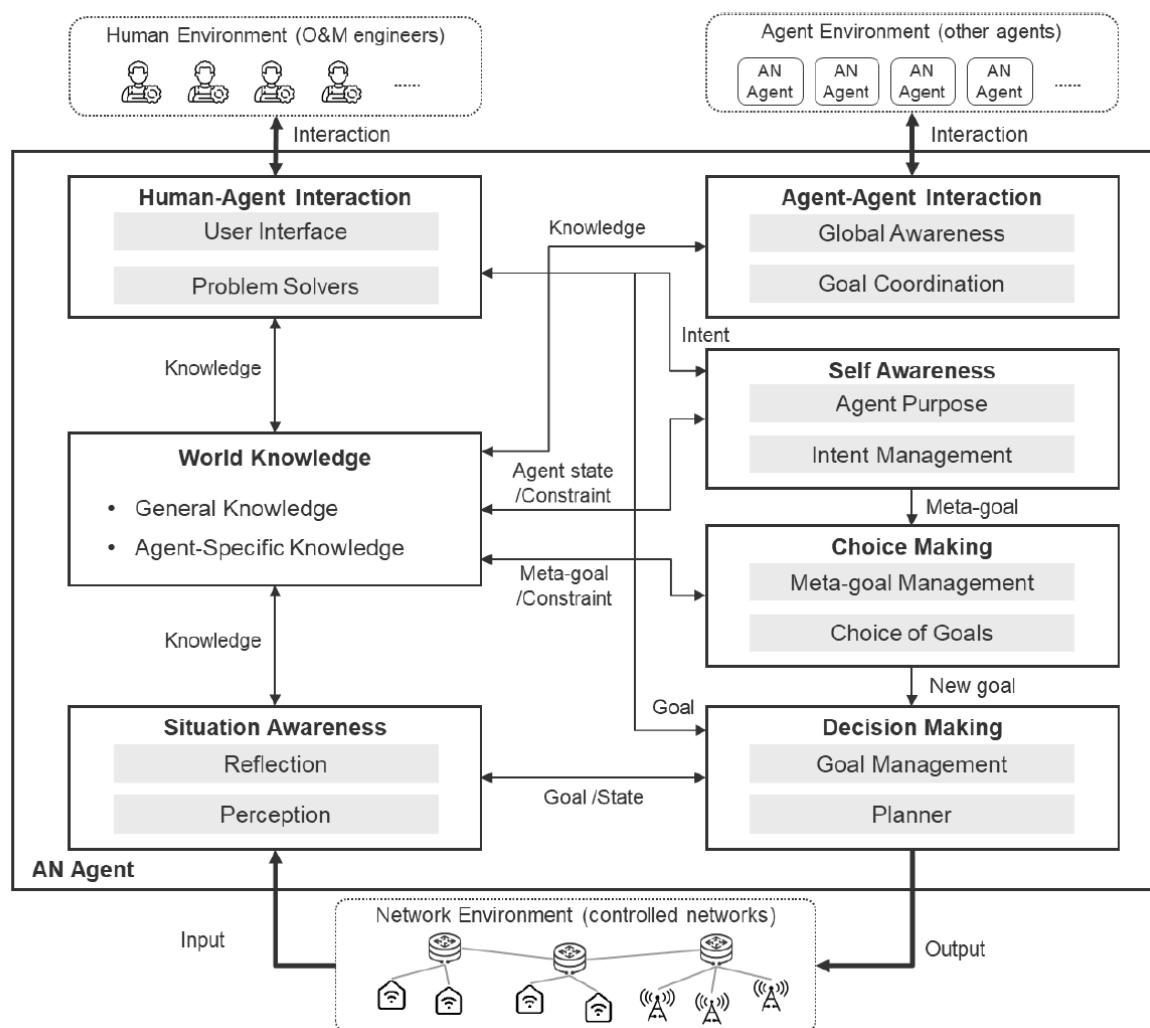 Human Environment (O&M engineers)
......
Agent Environment (other agents)
AN
Agent
AN
Agent
AN
Agent
AN
Agent
......
Interaction
Interaction
Human-Agent Interaction
User Interface
Problem Solvers
Agent-Agent Interaction
Global Awareness
Goal Coordination
Knowledge
Intent
Knowledge
Self Awareness
Agent Purpose
Intent Management
World Knowledge
• General Knowledge
• Agent-Specific Knowledge
Agent state
/Constraint
Meta-goal
Meta-goal
/Constraint
Choice Making
Meta-goal Management
Choice of Goals
Knowledge
New goal
Goal
Situation Awareness
Reflection
Perception
Goal /State
Decision Making
Goal Management
Planner
AN Agent
Input
Network Environment (controlled networks)
Output